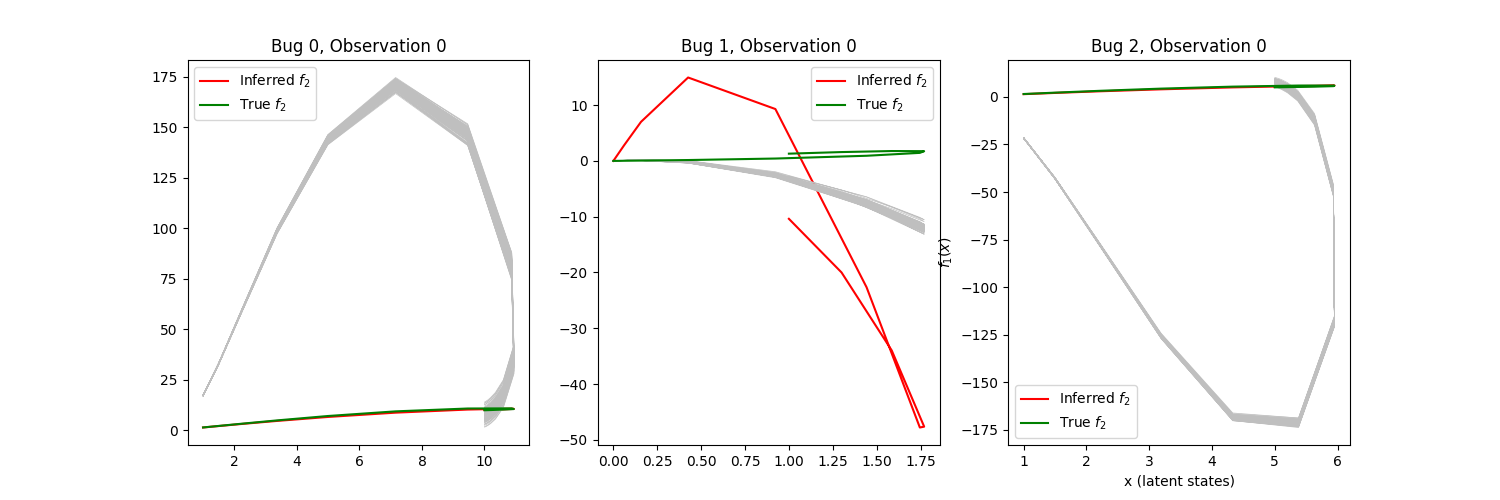 Bug 0, Observation 0
Inferred f₂
True f₂
175
150
125
100
75
50
25
0
2 4 6 8 10
Bug 1, Observation 0
Inferred f₂
True f₂
10
0
−10
−20
−30
−40
−50
0.00 0.25 0.50 0.75 1.00 1.25 1.50 1.75
Bug 2, Observation 0
f₁(x)
0
−25
−50
−75
−100
−125
−150
−175
Inferred f₂
True f₂
1 2 3 4 5 6
x (latent states)